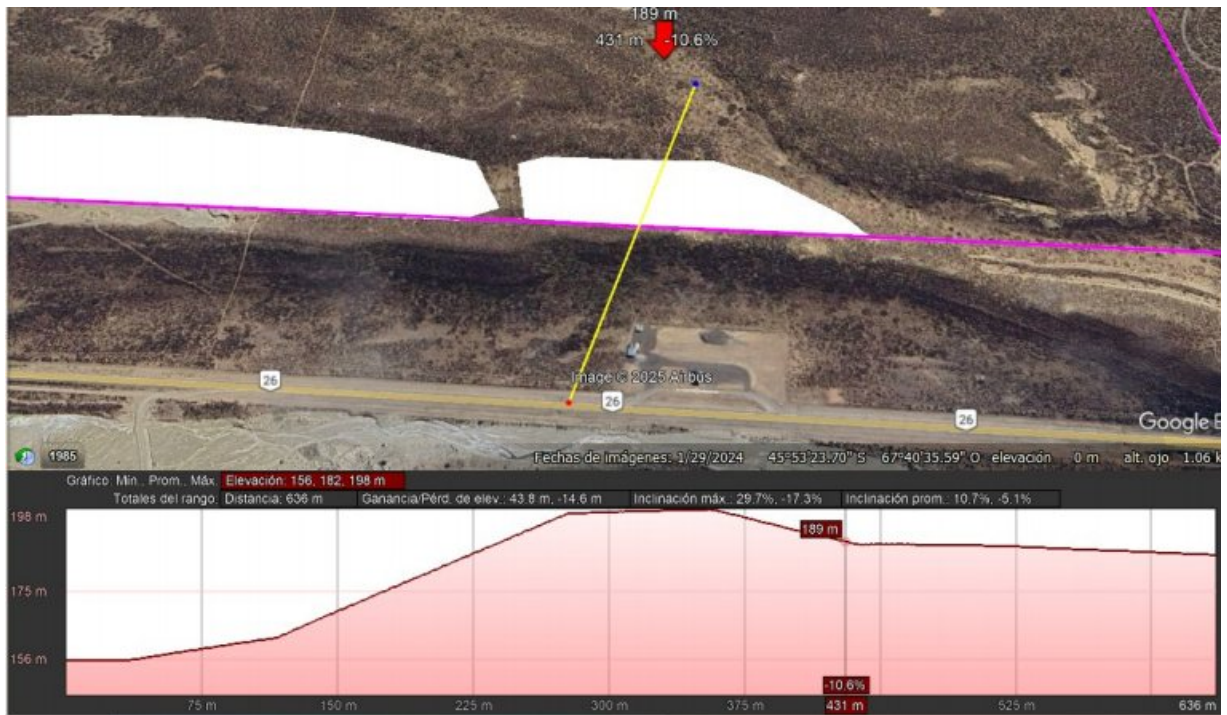 189 m
431 m -10.6%
26
Image © 2025 Airbus
26
26
Google E
1985
Fechas de imágenes: 1/29/2024 45°53'23.70" S 67°40'35.59" O elevación 0 m alt. ojo 1.06 k
Gráfico: Mín., Prom., Máx. Elevación: 156, 182, 198 m
Totales del rango: Distancia: 636 m Ganancia/Pérd. de elev.: 43.8 m, -14.6 m Inclinación máx.: 29.7%, -17.3% Inclinación prom.: 10.7%, -5.1%
198 m
189 m
175 m
156 m
-10.6%
75 m 150 m 225 m 300 m 375 m 431 m 525 m 636 m